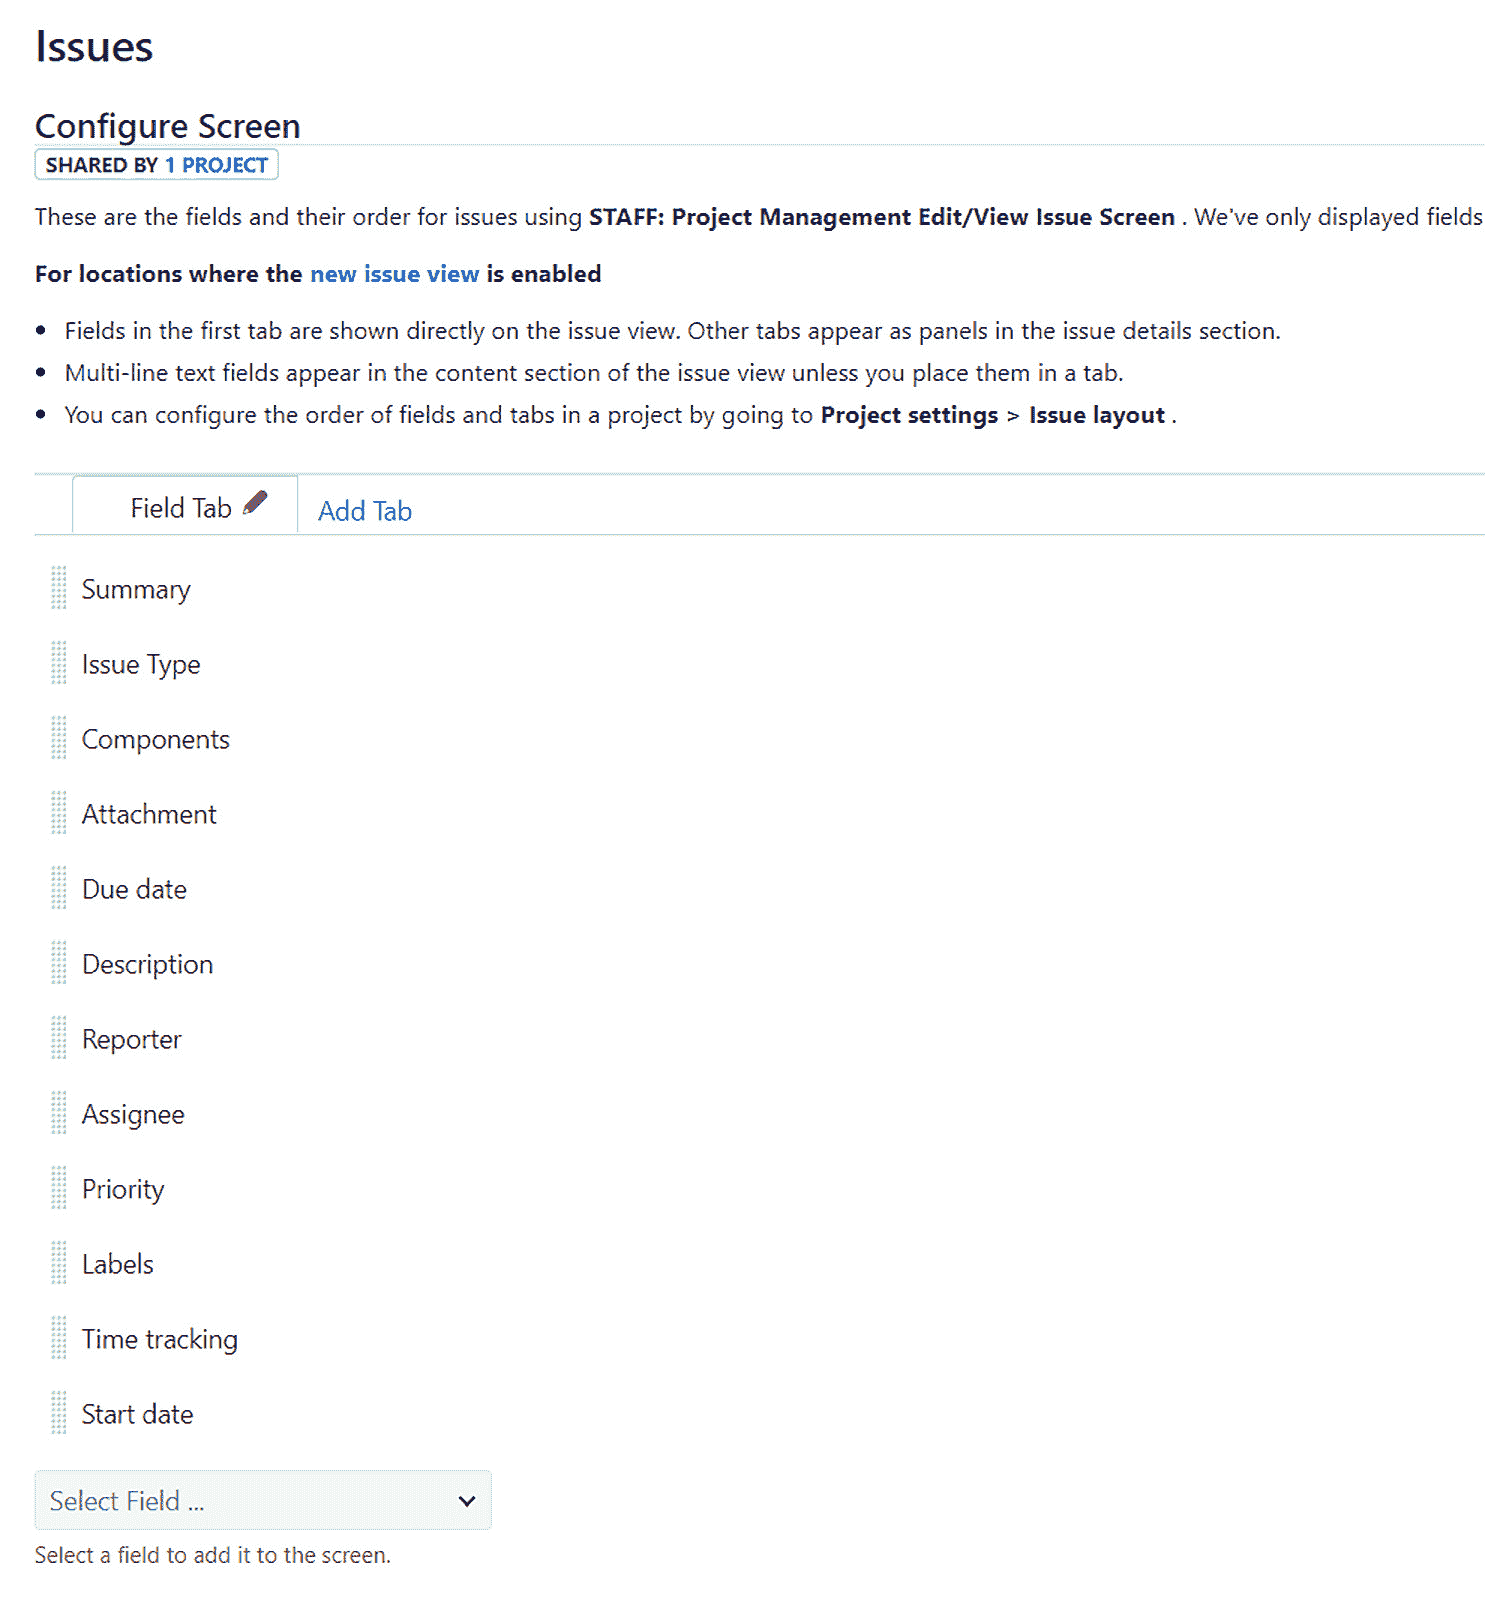 Issues
Configure Screen
SHARED BY 1 PROJECT
These are the fields and their order for issues using STAFF: Project Management Edit/View Issue Screen . We've only displayed fields
For locations where the new issue view is enabled
• Fields in the first tab are shown directly on the issue view. Other tabs appear as panels in the issue details section.
• Multi-line text fields appear in the content section of the issue view unless you place them in a tab.
• You can configure the order of fields and tabs in a project by going to Project settings > Issue layout .
Field Tab Add Tab
Summary
Issue Type
Components
Attachment
Due date
Description
Reporter
Assignee
Priority
Labels
Time tracking
Start date
Select Field ...
Select a field to add it to the screen.